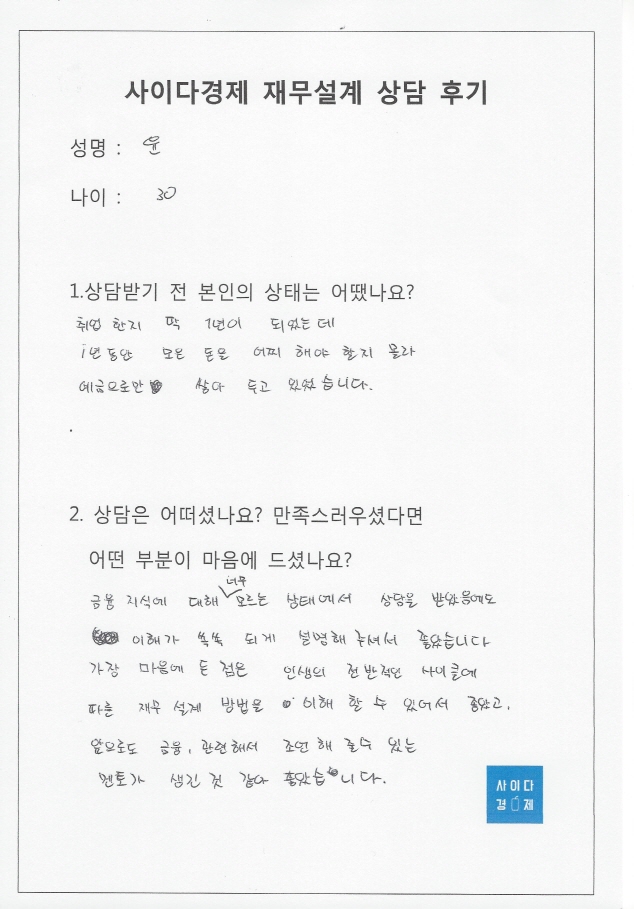 사이다경제 재무설계 상담 후기
성명 : 윤
나이 : 30
1.상담받기 전 본인의 상태는 어땠나요?
취업 한지 딱 1년이 되었는데
1년동안 모은 돈을 어찌 해야 할지 몰라
예금으로만 쌓아 두고 있었습니다.
2. 상담은 어떠셨나요? 만족스러우셨다면
어떤 부분이 마음에 드셨나요?
금융 지식에 대해 너무 모르는 상태에서 상담을 받았음에도
이해가 쏙쏙 되게 설명해 주셔서 좋았습니다
가장 마음에 든 점은 인생의 전반적인 사이클에
따른 재무 설계 방법을 이해 할 수 있어서 좋았고,
앞으로도 금융, 관련해서 조언 해 줄수 있는
멘토가 생긴 것 같아 좋았습니다.
사이다
경제